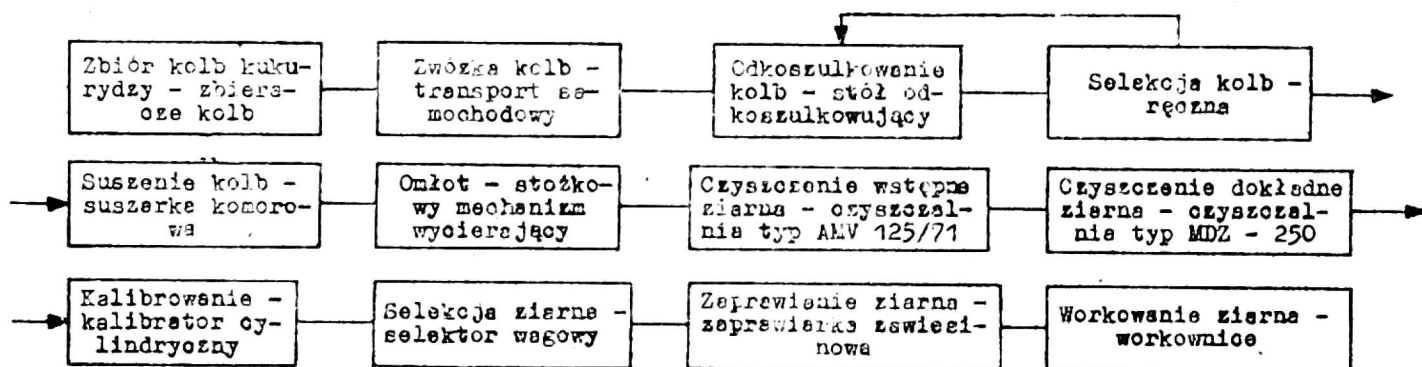 Zbiór kolb kuku-
rydzy - zbiera-
cze kolb
Zwózka kolb -
transport sa-
mochodowy
Odkoszulkowanie
kolb - stół od-
koszulkowujący
Selekcja kolb -
ręczna
Suszenie kolb -
suszarka komoro-
wa
Omłot - stożko-
wy mechanizm
wycierający
Czyszczenie wstępne
ziarna - czyszczal-
nia typ AMV 125/71
Czyszczenie dokładne
ziarna - czyszczal-
nia typ MDZ - 250
Kalibrowanie -
kalibrator cy-
lindryczny
Selekcja ziarna -
selektor wagowy
Zaprawianie ziarna -
zaprawiarka zawiesi-
nowa
Workowanie ziarna -
workownice